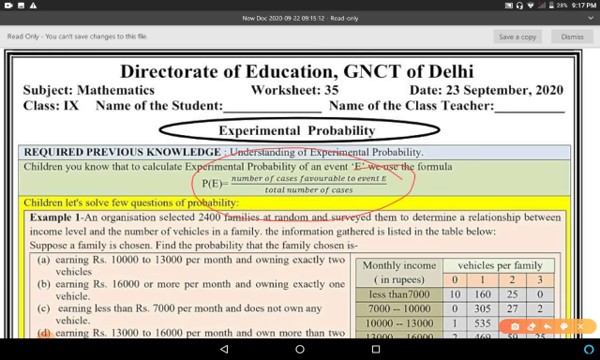 28% 9:17 PM
New Doc 2020-09-22 09:15:12 - Read-only
Read Only - You can't save changes to this file.
Save a copy
Dismiss
Directorate of Education, GNCT of Delhi
Subject: Mathematics Worksheet: 35 Date: 23 September, 2020
Class: IX Name of the Student:____________ Name of the Class Teacher:____________
Experimental Probability
REQUIRED PREVIOUS KNOWLEDGE : Understanding of Experimental Probability.
Children you know that to calculate Experimental Probability of an event 'E' we use the formula
P(E)= number of cases favourable to event E
total number of cases
Children let's solve few questions of probability:
Example 1-An organisation selected 2400 families at random and surveyed them to determine a relationship between
income level and the number of vehicles in a family. the information gathered is listed in the table below:
Suppose a family is chosen. Find the probability that the family chosen is-
(a) earning Rs. 10000 to 13000 per month and owning exactly two
vehicles
(b) earning Rs. 16000 or more per month and owning exactly one
vehicle.
(c) earning less than Rs. 7000 per month and does not own any
vehicle.
(d) earning Rs. 13000 to 16000 per month and own more than two
Monthly income vehicles per family
( in rupees) 0 1 2 3
less than7000 10 160 25 0
7000 -- 10000 0 305 27 2
10000 -- 13000 1 535
13000 16000 2 469 59 25